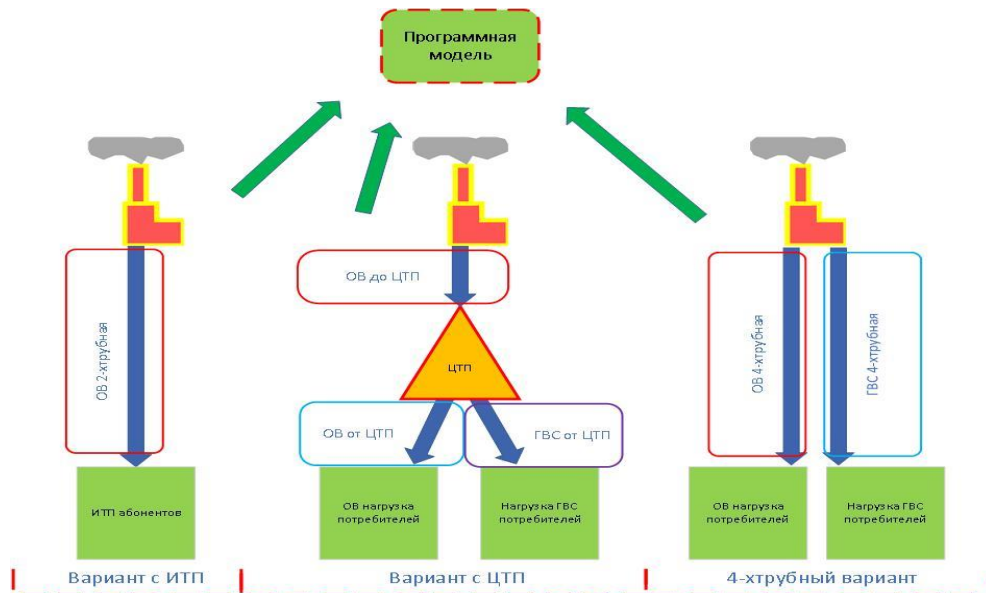 Программная
модель
ОВ 2-хтрубная
ИТП абонентов
Вариант с ИТП
ОВ до ЦТП
ЦТП
ОВ от ЦТП
ГВС от ЦТП
ОВ нагрузка
потребителей
Нагрузка ГВС
потребителей
Вариант с ЦТП
ОВ 4-хтрубная
ГВС 4-хтрубная
ОВ нагрузка
потребителей
Нагрузка ГВС
потребителей
4-хтрубный вариант